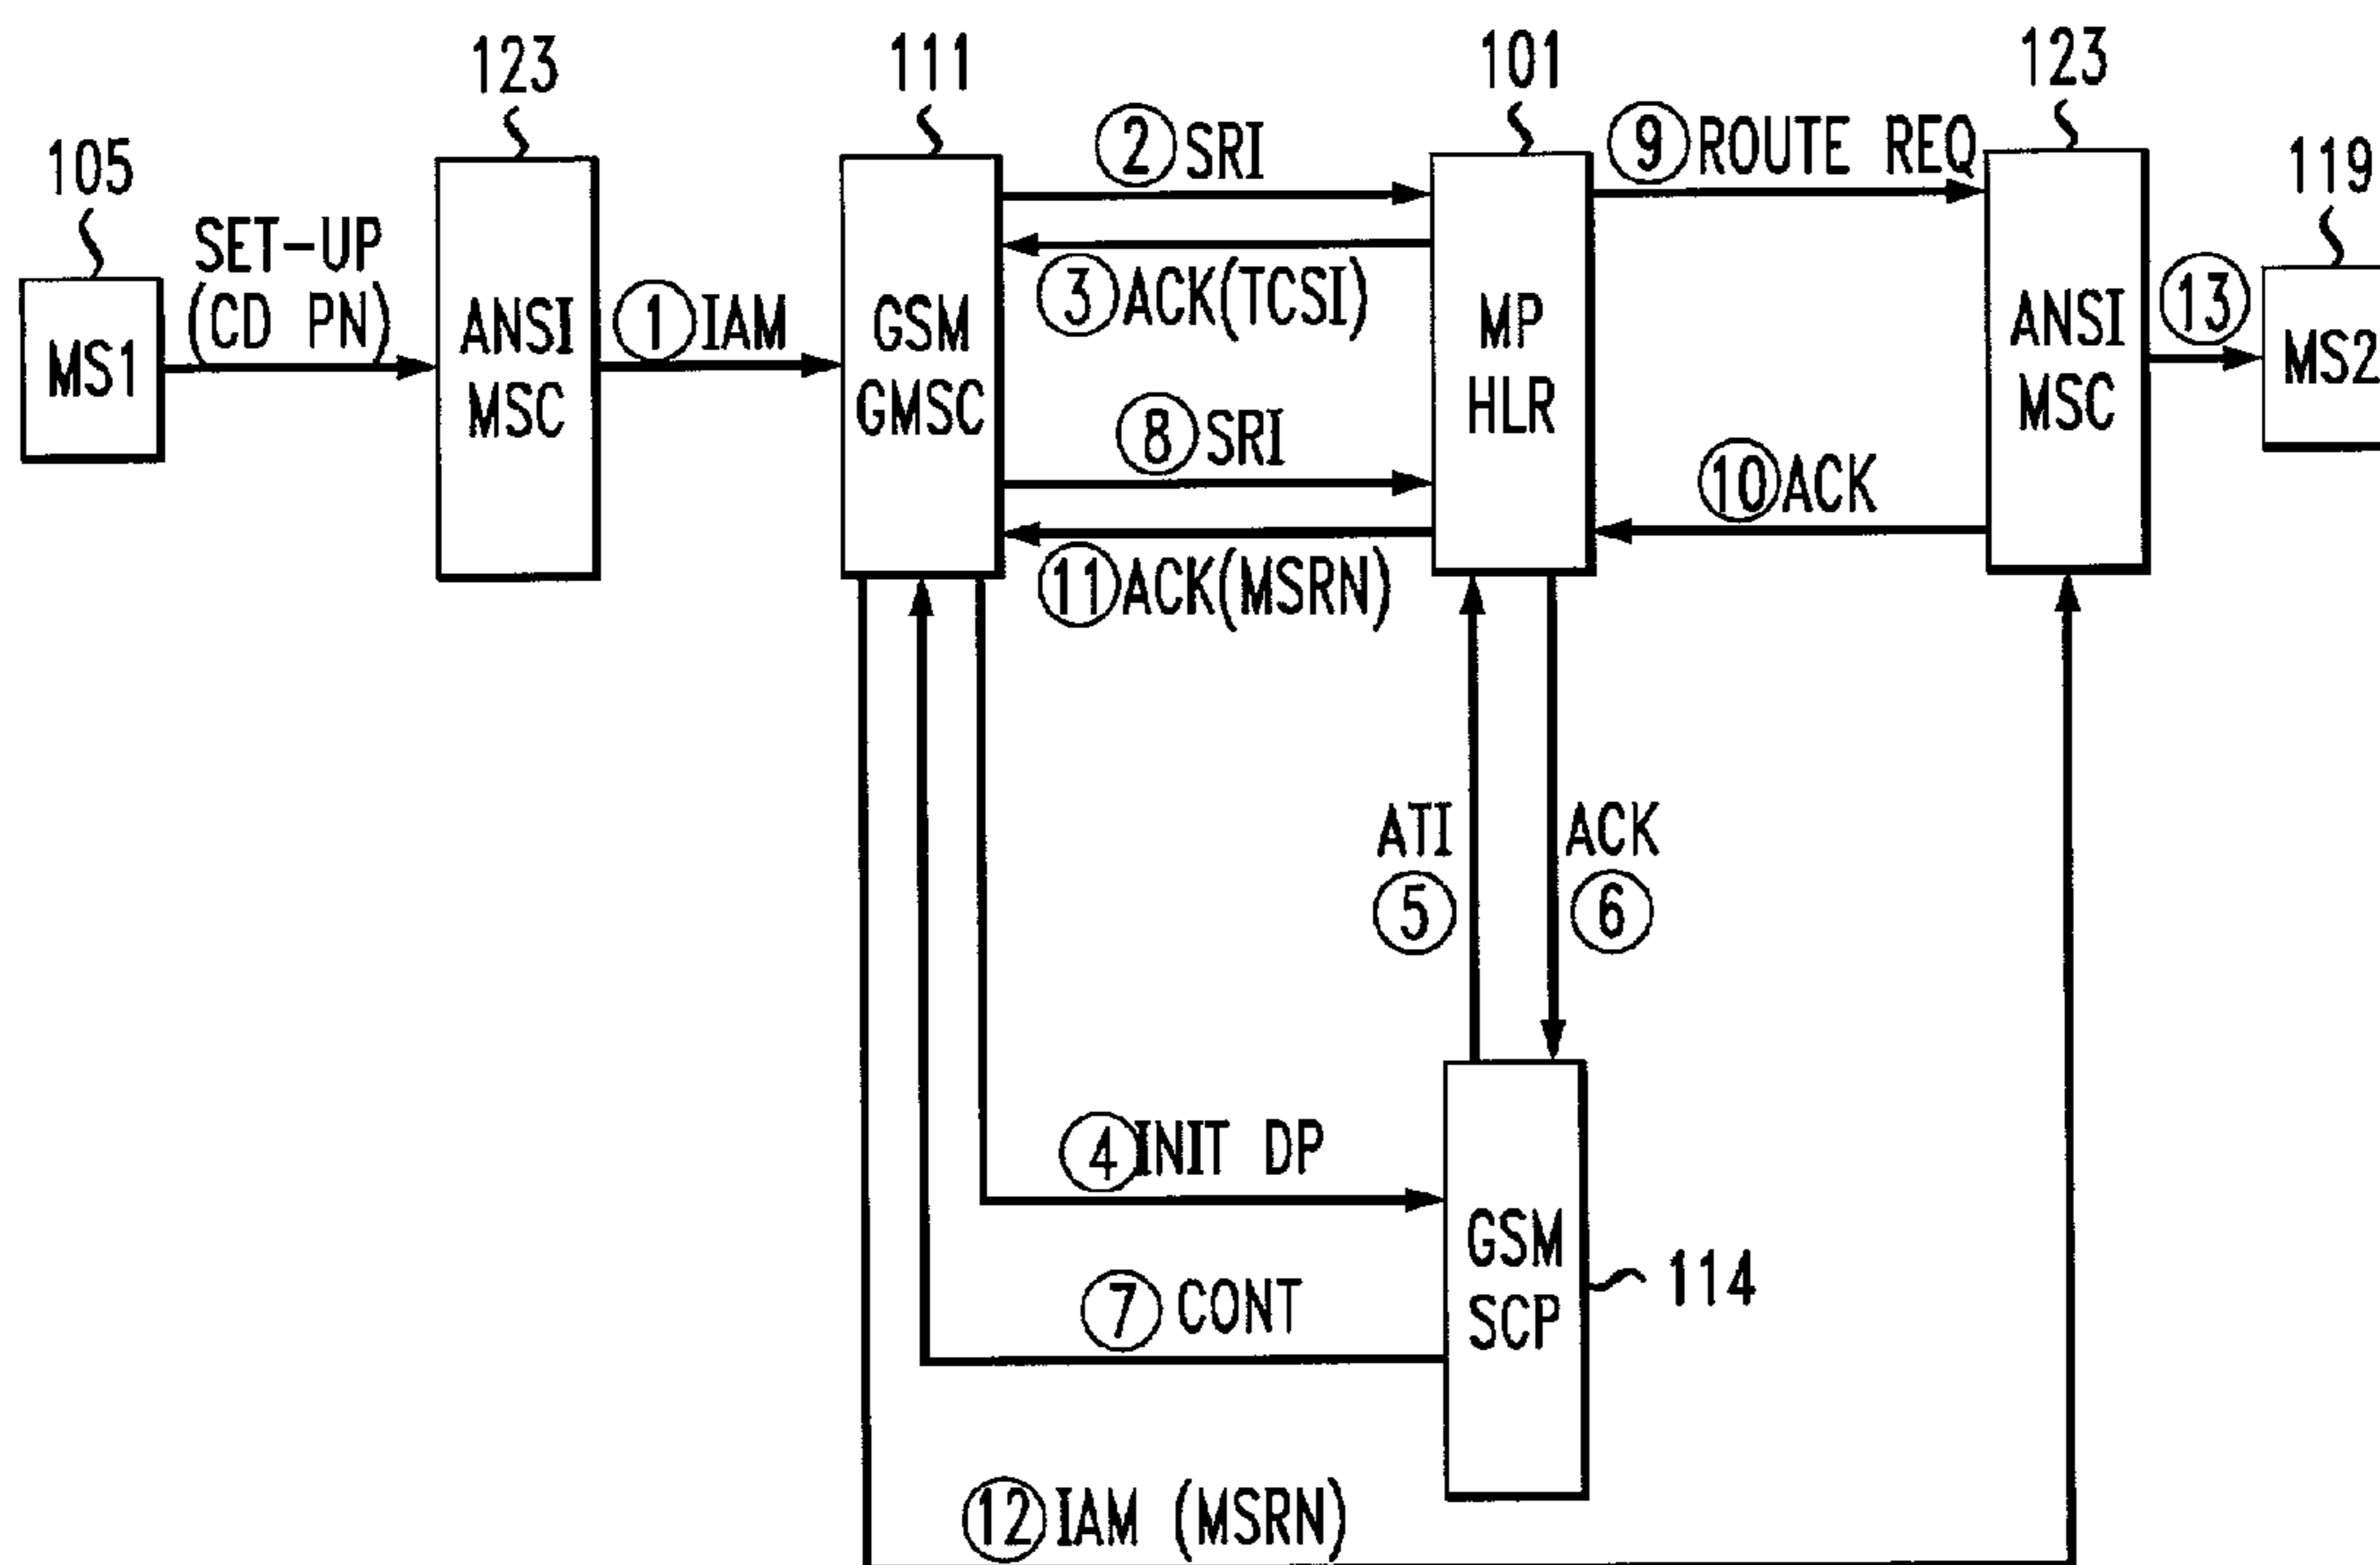 123
111
101
123
105
119
② SRI
⑨ ROUTE REQ
SET-UP
(CD PN)
③ ACK(TCSI)
⑬
MS1
ANSI
MSC
① IAM
GSM
GMSC
MP
HLR
ANSI
MSC
MS2
⑧ SRI
⑩ ACK
⑪ ACK(MSRN)
ATI
⑤
ACK
⑥
④ INIT DP
GSM
SCP
114
⑦ CONT
⑫ IAM (MSRN)